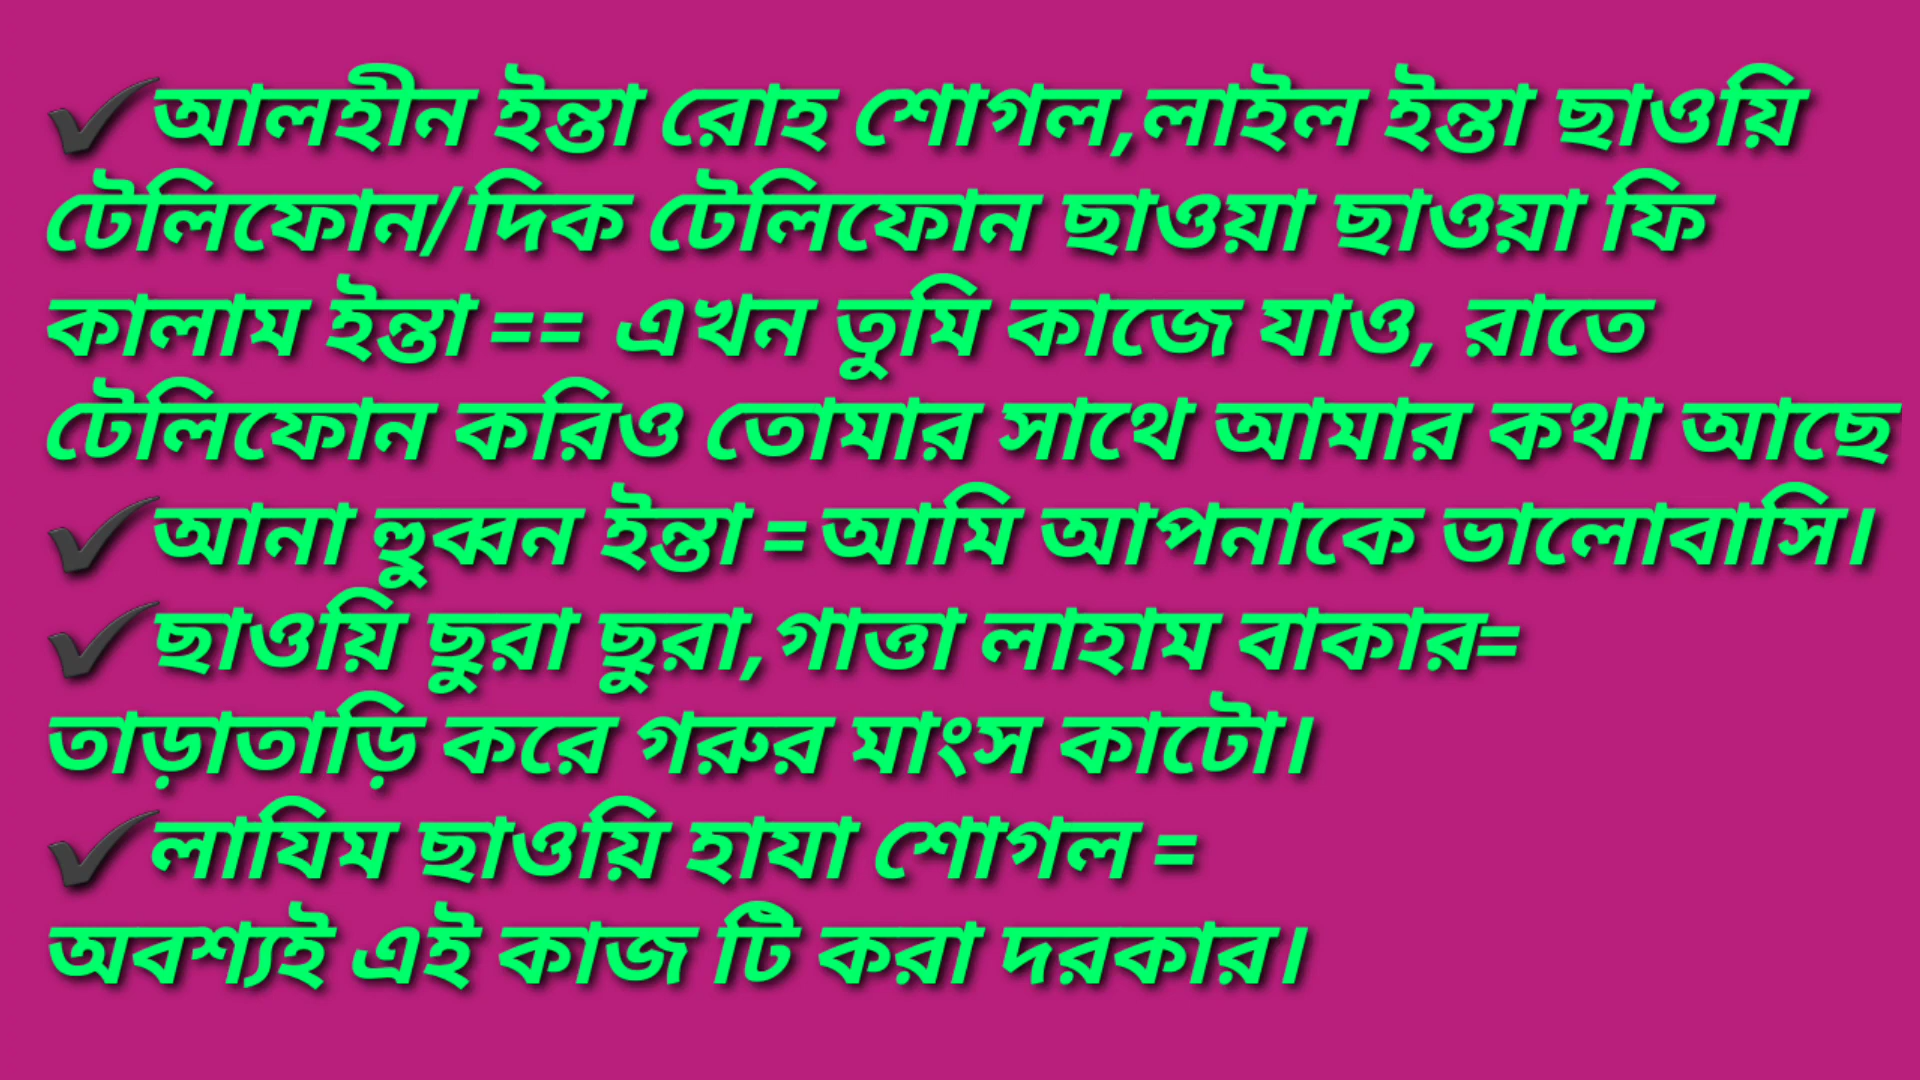 ✔আলহীন ইন্তা রোহ শোগল,লাইল ইন্তা ছাওয়ি
টেলিফোন/দিক টেলিফোন ছাওয়া ছাওয়া ফি
কালাম ইন্তা == এখন তুমি কাজে যাও, রাতে
টেলিফোন করিও তোমার সাথে আমার কথা আছে
✔আনা হুব্বন ইন্তা =আমি আপনাকে ভালোবাসি।
✔ছাওয়ি ছুরা ছুরা,গাত্তা লাহাম বাকার=
তাড়াতাড়ি করে গরুর মাংস কাটো।
✔লাযিম ছাওয়ি হাযা শোগল =
অবশ্যই এই কাজ টি করা দরকার।